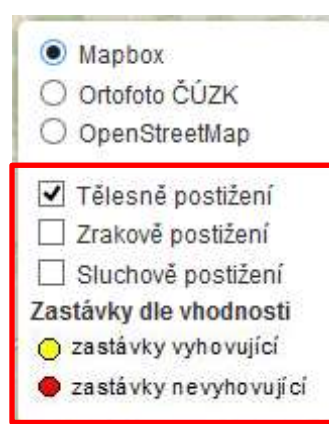 Mapbox
Ortofoto ČÚZK
OpenStreetMap
Tělesně postižení
Zrakově postižení
Sluchově postižení
Zastávky dle vhodnosti
zastávky vyhovující
zastávky nevyhovující